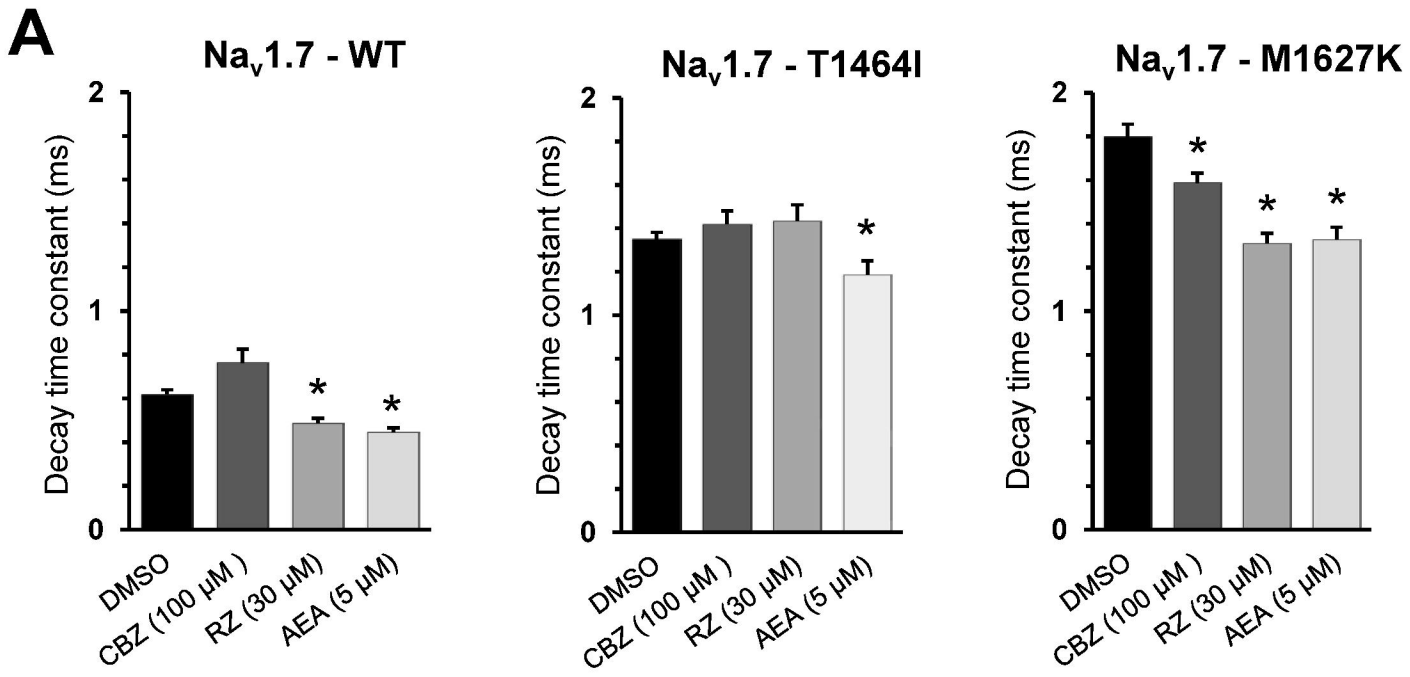 A
Nav1.7 - WT
Decay time constant (ms)
2
1
0
*
*
DMSO
CBZ (100 µM )
RZ (30 µM)
AEA (5 µM)
Nav1.7 - T1464I
Decay time constant (ms)
2
1
0
*
DMSO
CBZ (100 µM )
RZ (30 µM)
AEA (5 µM)
Nav1.7 - M1627K
Decay time constant (ms)
2
1
0
*
*
*
DMSO
CBZ (100 µM )
RZ (30 µM)
AEA (5 µM)